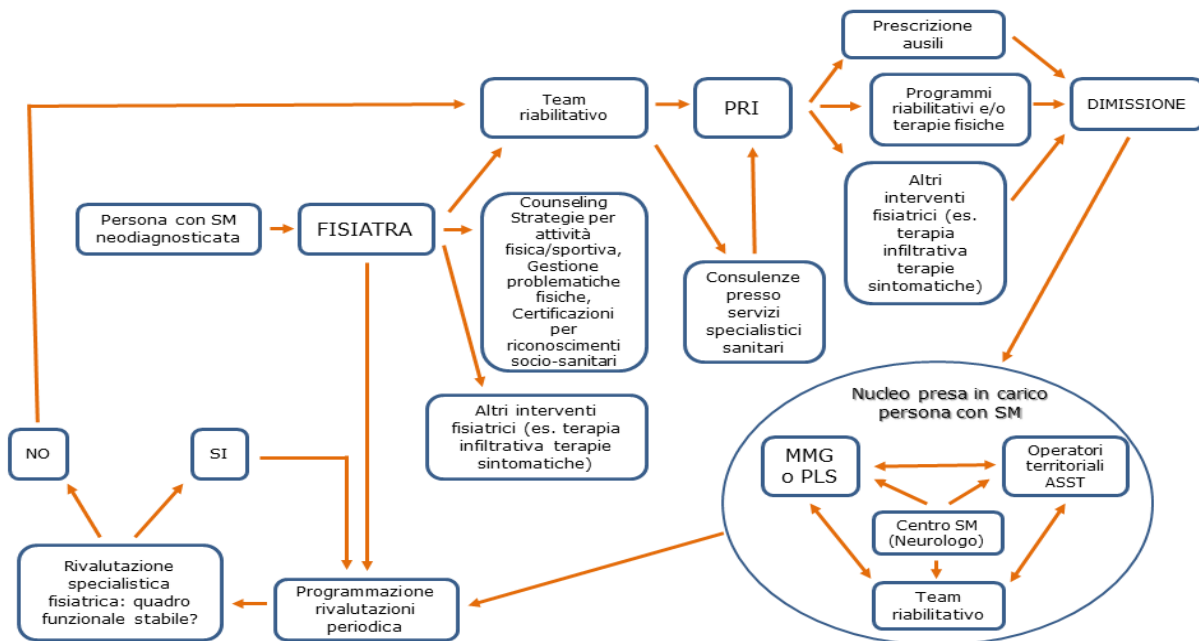 Prescrizione
ausili
Team
riabilitativo
PRI
Programmi
riabilitativi e/o
terapie fisiche
DIMISSIONE
Persona con SM
neodiagnosticata
FISIATRA
Counseling
Strategie per
attività
fisica/sportiva,
Gestione
problematiche
fisiche,
Certificazioni
per
riconoscimenti
socio-sanitari
Altri
interventi
fisiatrici (es.
terapia
infiltrativa
terapie
sintomatiche)
Consulenze
presso
servizi
specialistici
sanitari
Altri interventi
fisiatrici (es. terapia
infiltrativa terapie
sintomatiche)
NO
SI
Nucleo presa in carico
persona con SM
MMG
o PLS
Operatori
territoriali
ASST
Centro SM
(Neurologo)
Team
riabilitativo
Rivalutazione
specialistica
fisiatrica: quadro
funzionale stabile?
Programmazione
rivalutazioni
periodica